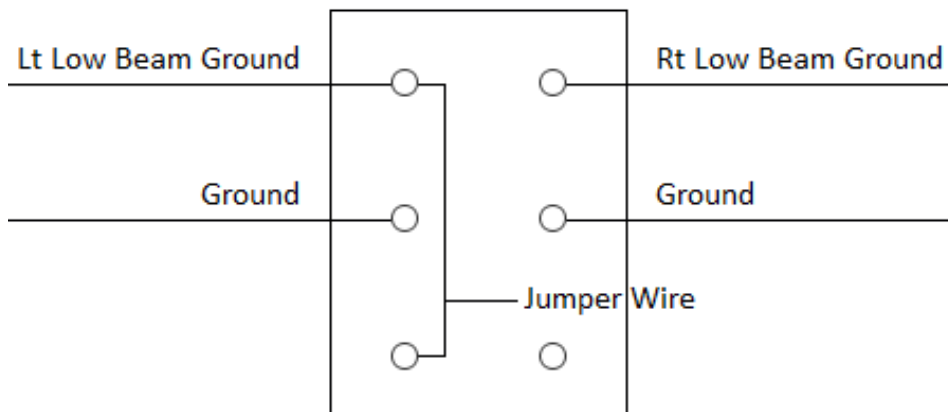 Lt Low Beam Ground
Rt Low Beam Ground
Ground
Ground
Jumper Wire